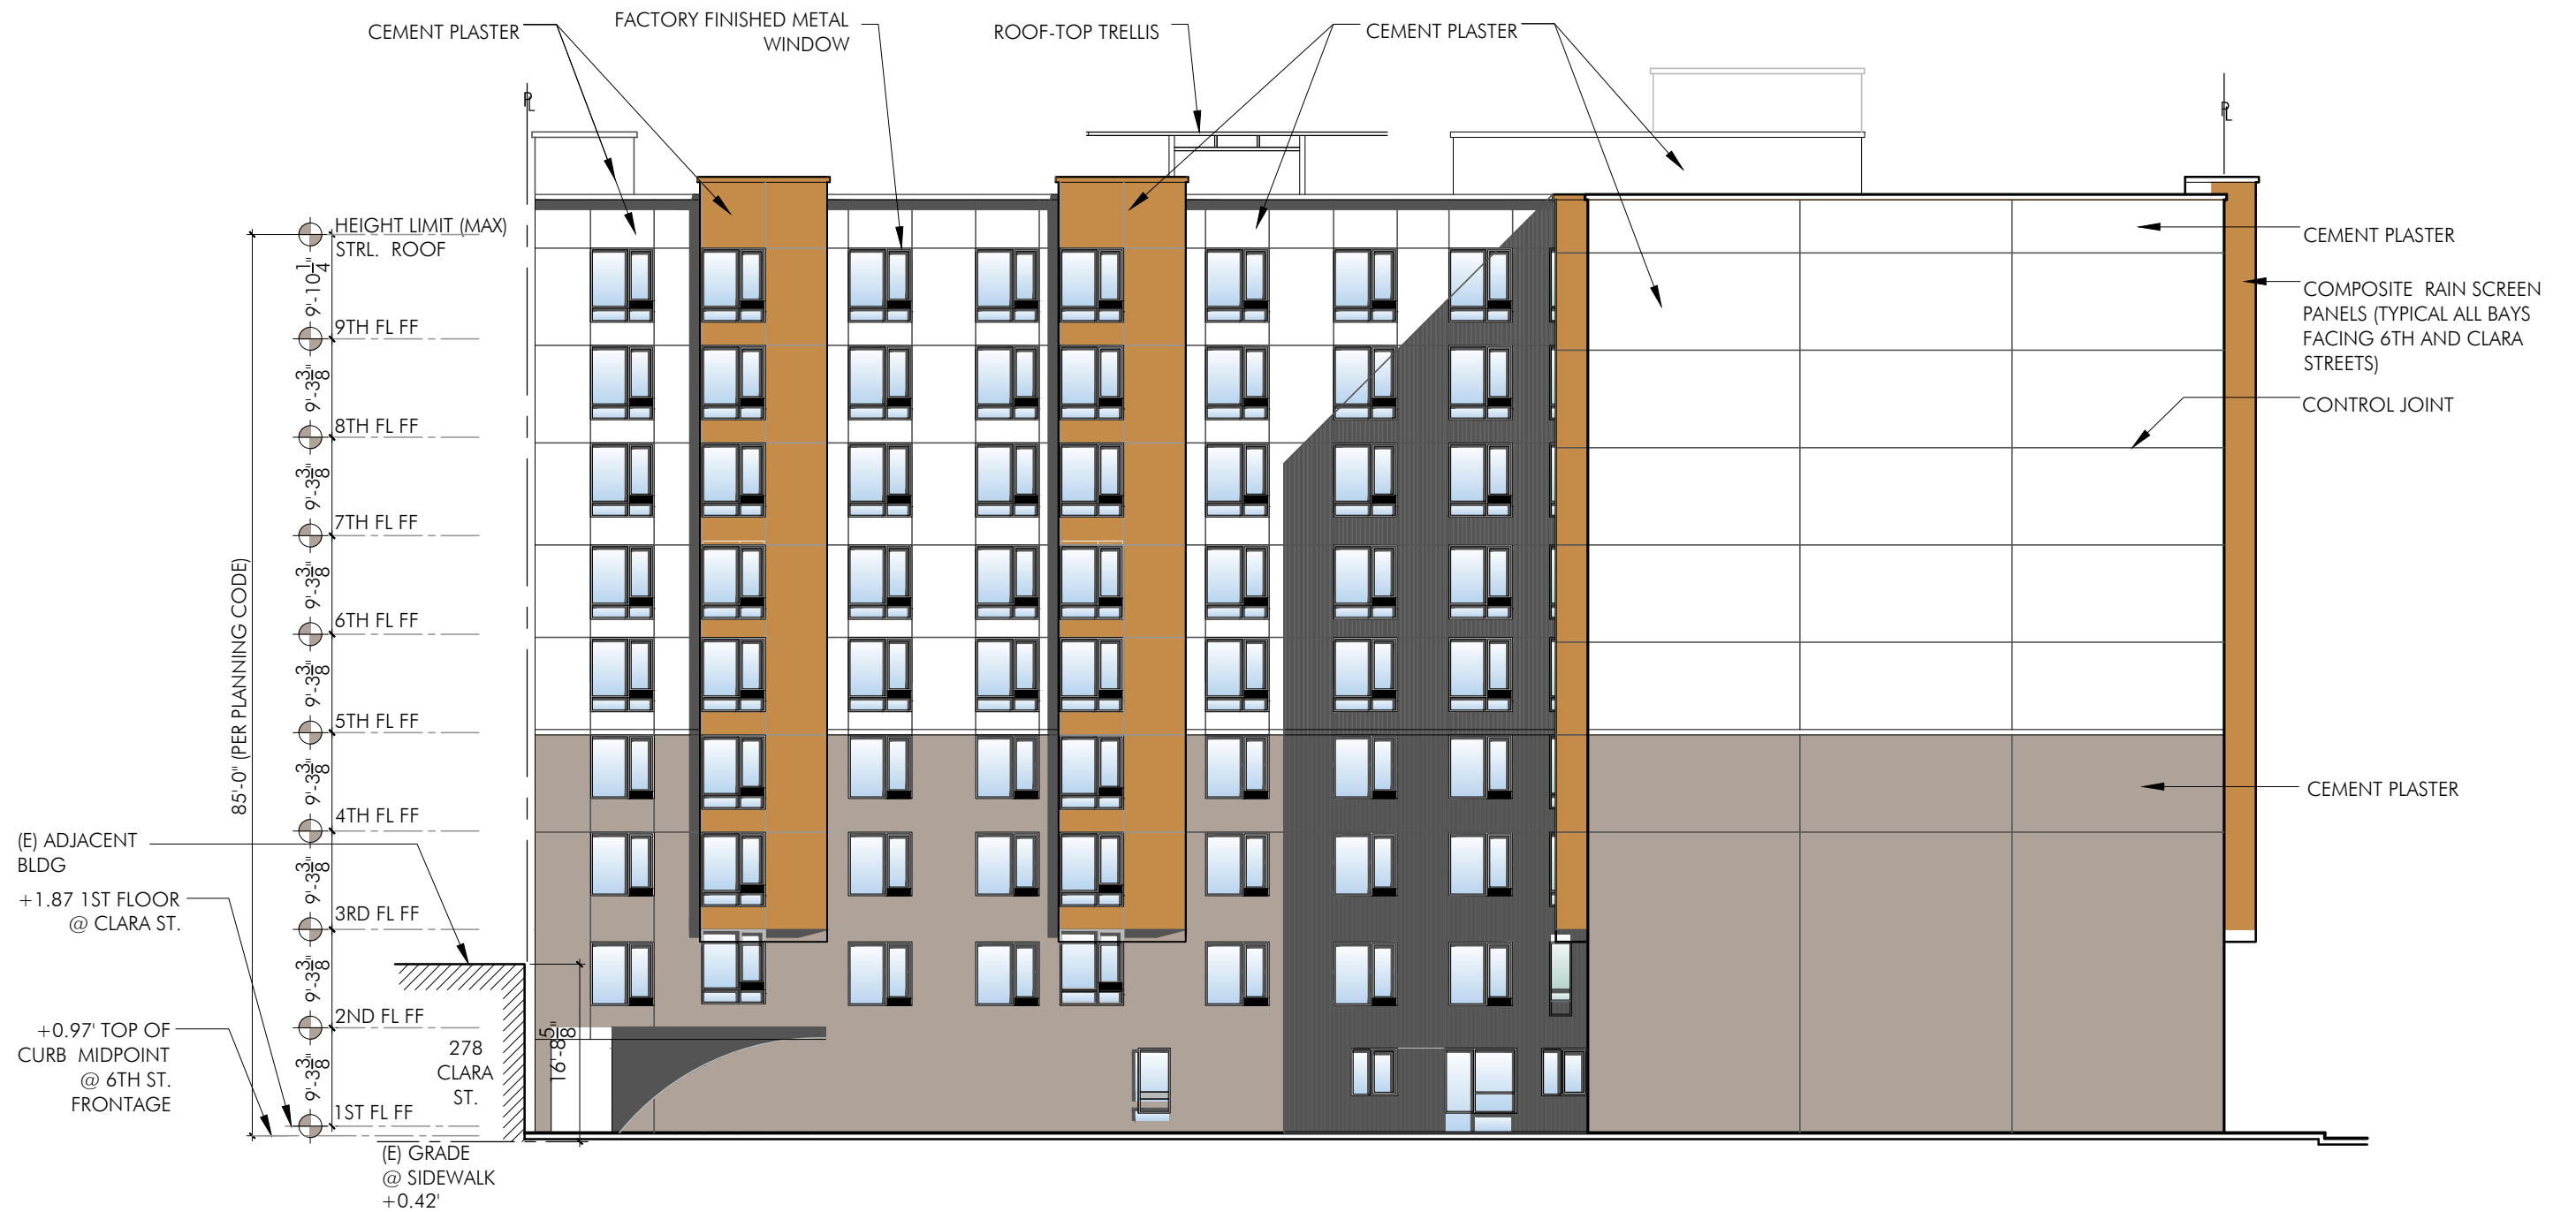 CEMENT PLASTER
FACTORY FINISHED METAL
WINDOW
ROOF-TOP TRELLIS
CEMENT PLASTER
PL
PL
HEIGHT LIMIT (MAX)
STRL. ROOF
9'-10 1/4"
9TH FL FF
9'-3 3/8"
8TH FL FF
9'-3 3/8"
7TH FL FF
9'-3 3/8"
6TH FL FF
9'-3 3/8"
5TH FL FF
9'-3 3/8"
4TH FL FF
9'-3 3/8"
3RD FL FF
9'-3 3/8"
2ND FL FF
9'-3 3/8"
1ST FL FF
85'-0" (PER PLANNING CODE)
(E) ADJACENT
BLDG
+1.87 1ST FLOOR
@ CLARA ST.
+0.97' TOP OF
CURB MIDPOINT
@ 6TH ST.
FRONTAGE
278
CLARA
ST.
16'-8 5/8"
(E) GRADE
@ SIDEWALK
+0.42'
CEMENT PLASTER
COMPOSITE RAIN SCREEN
PANELS (TYPICAL ALL BAYS
FACING 6TH AND CLARA
STREETS)
CONTROL JOINT
CEMENT PLASTER